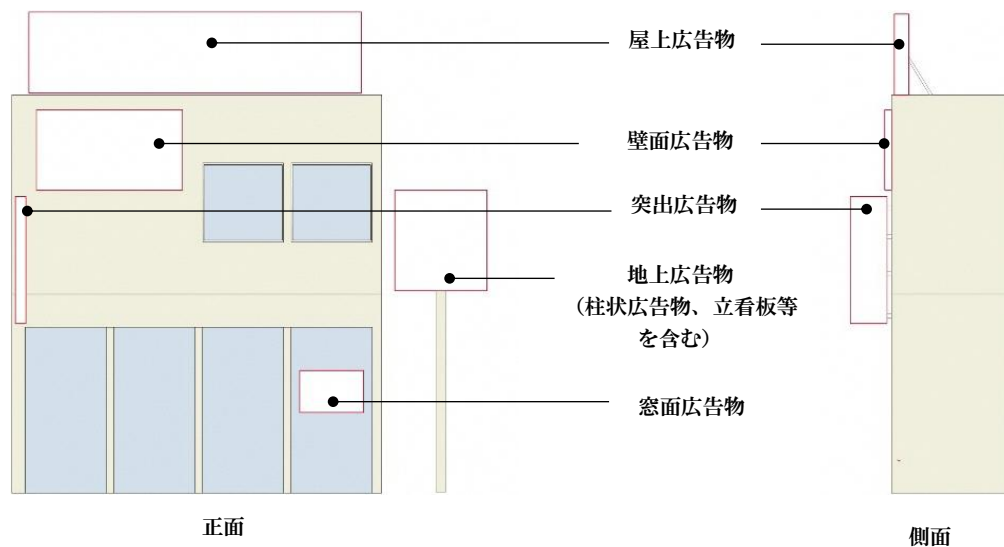 屋上広告物
壁面広告物
突出広告物
地上広告物
（柱状広告物、立看板等
を含む）
窓面広告物
正面
側面